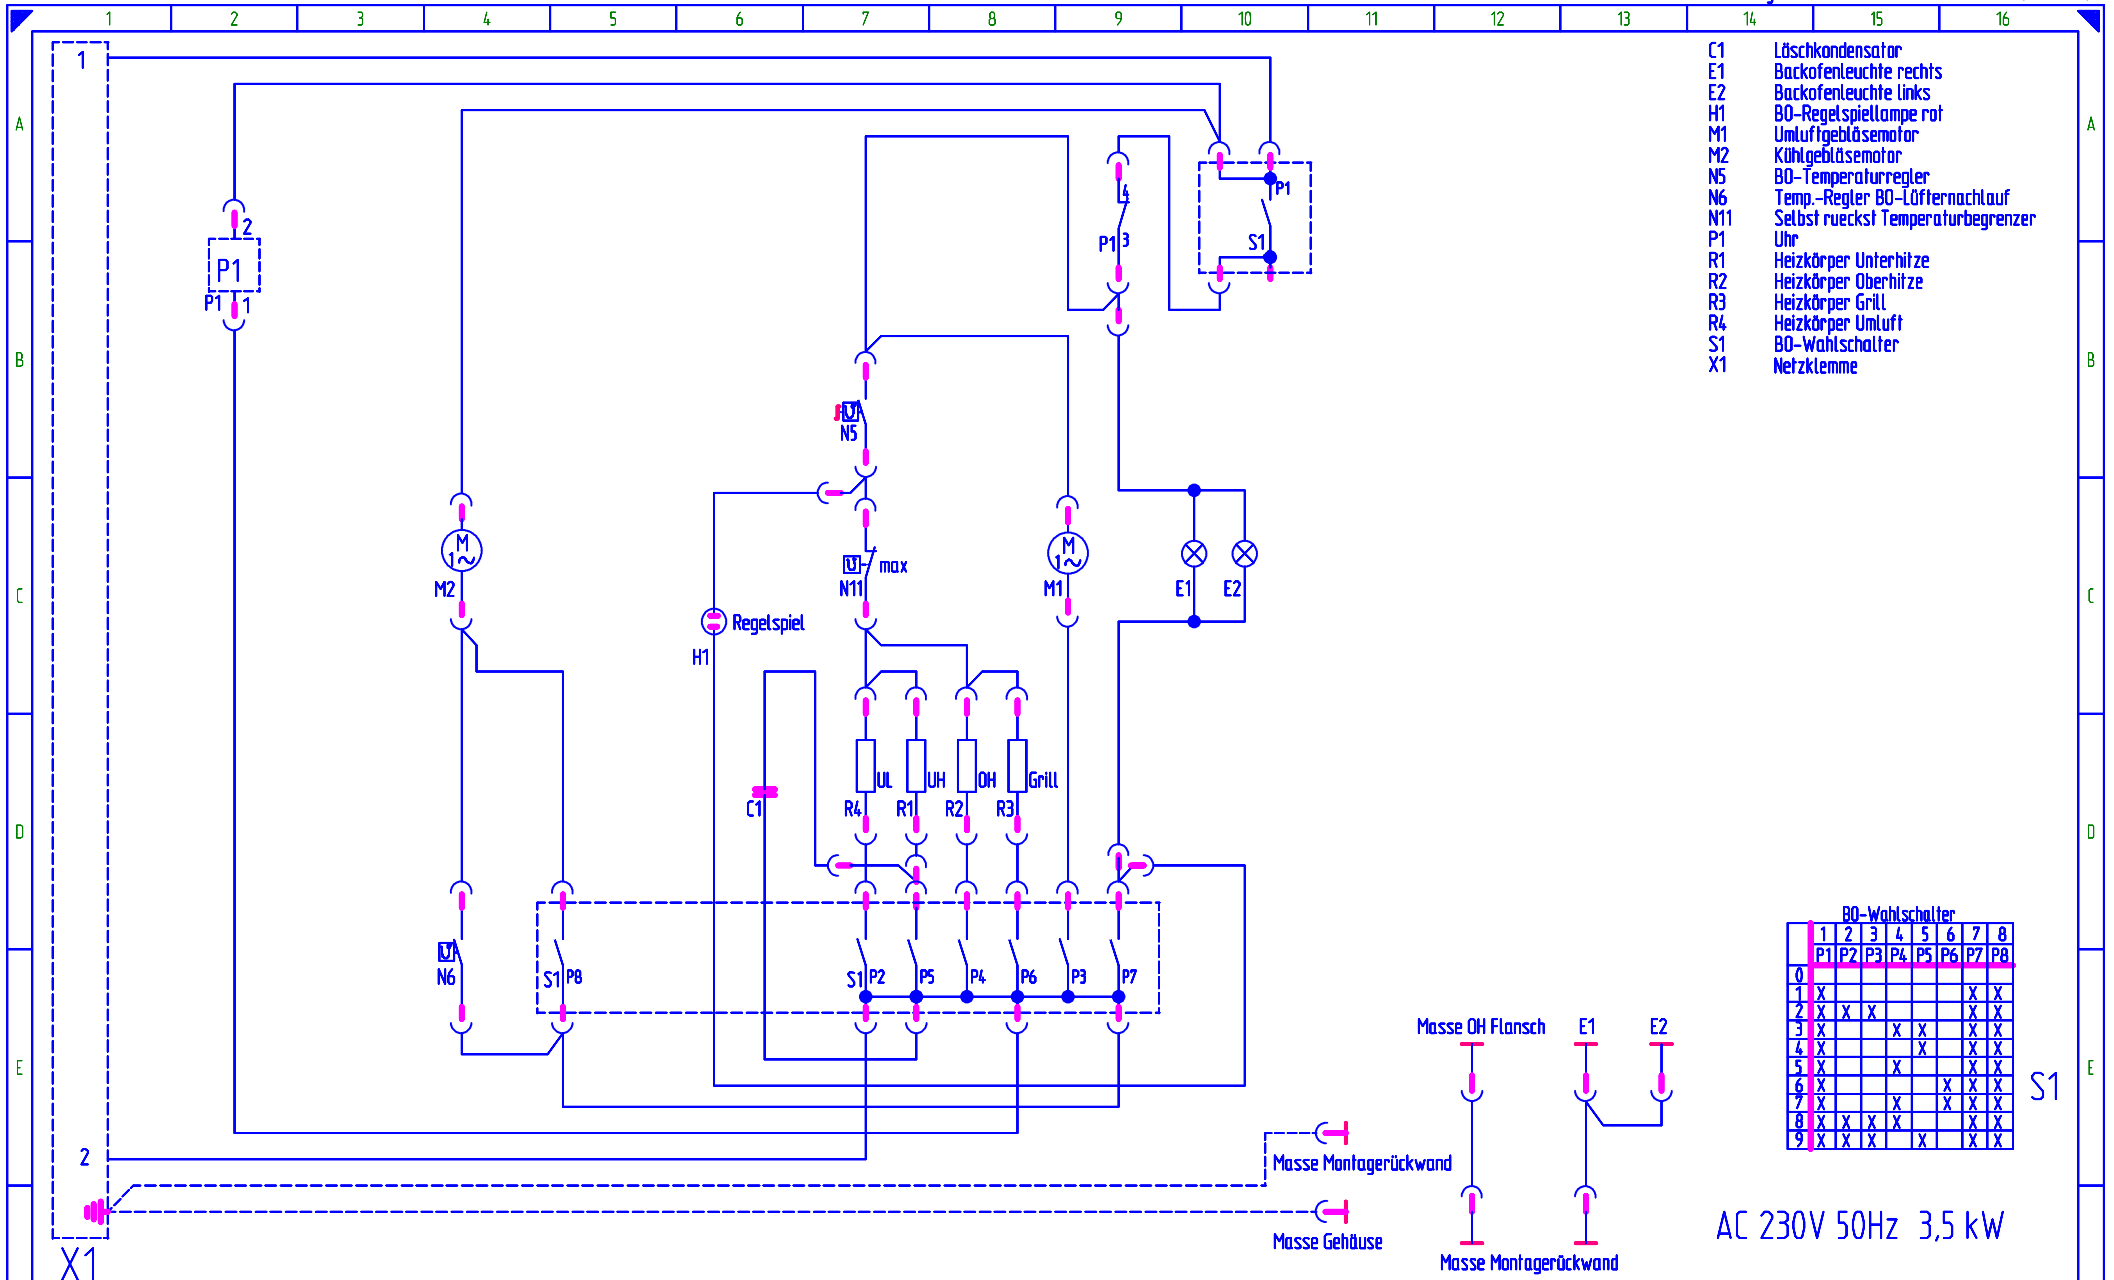 1 2 3 4 5 6 7 8 9 10 11 12 13 14 15 16
C1 Löschkondensator
E1 Backofenleuchte rechts
E2 Backofenleuchte links
H1 BO-Regelspiellampe rot
M1 Umluftgebläsemotor
M2 Kühlgebläsemotor
N5 BO-Temperaturregler
N6 Temp.-Regler BO-Lüfternachlauf
N11 Selbst rueckst Temperaturbegrenzer
P1 Uhr
R1 Heizkörper Unterhitze
R2 Heizkörper Oberhitze
R3 Heizkörper Grill
R4 Heizkörper Umluft
S1 BO-Wahlschalter
X1 Netzklemme
1
A A
4 P1
2
P1 3 S1
P1
P1 1
B B
N5
M 1~ M 1~
max
M2 N11 M1 E1 E2
C C
Regelspiel
H1
UL UH OH Grill
C1 R4 R1 R2 R3
D D
N6 S1 P8 S1 P2 P5 P4 P6 P3 P7
BO-Wahlschalter
1 2 3 4 5 6 7 8
P1 P2 P3 P4 P5 P6 P7 P8
0
1 X X X
2 X X X X X
3 X X X X X
4 X X X X
5 X X X X
6 X X X X
7 X X X X X
8 X X X X X X
9 X X X X X X
S1
E E
Masse OH Flansch E1 E2
2
Masse Montagerückwand
Masse Gehäuse
Masse Montagerückwand
AC 230V 50Hz 3,5 kW
X1